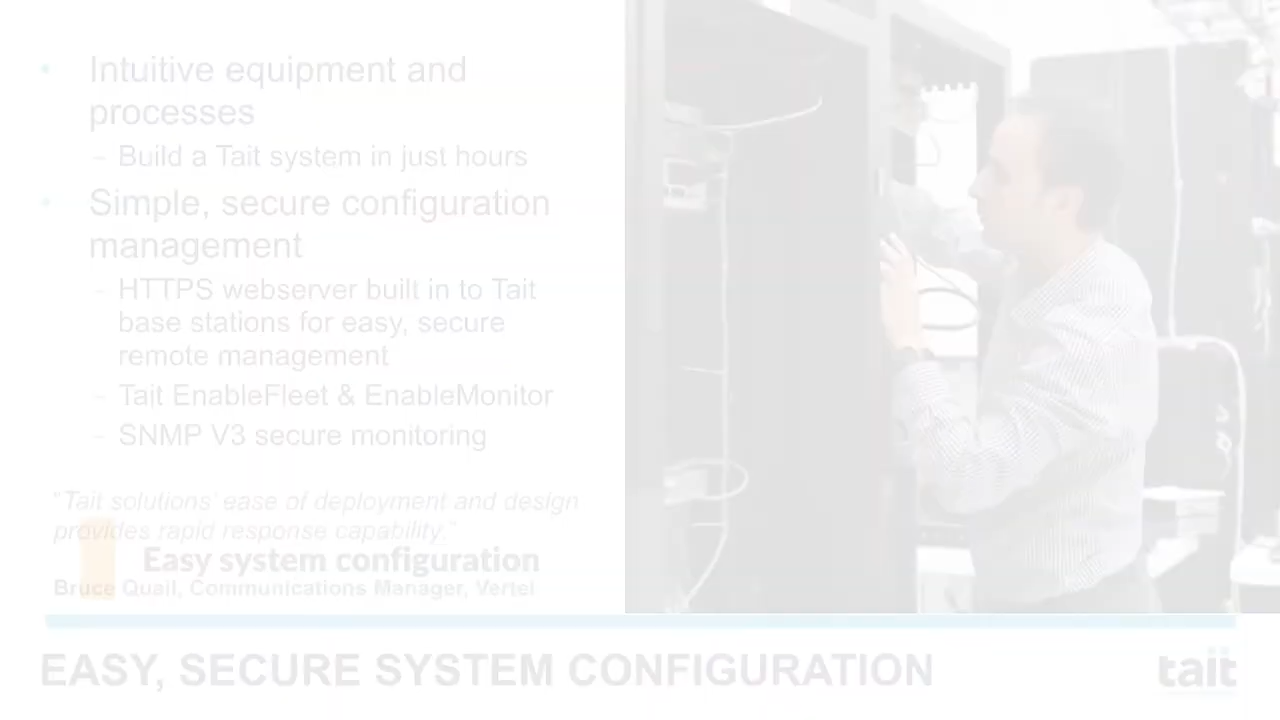 • Intuitive equipment and
processes
– Build a Tait system in just hours
• Simple, secure configuration
management
- HTTPS webserver built in to Tait
base stations for easy, secure
remote management
– Tait EnableFleet & EnableMonitor
– SNMP V3 secure monitoring
"Tait solutions' ease of deployment and design
provides rapid response capability."
Easy system configuration
Bruce Quail, Communications Manager, Vertel
EASY, SECURE SYSTEM CONFIGURATION
tait